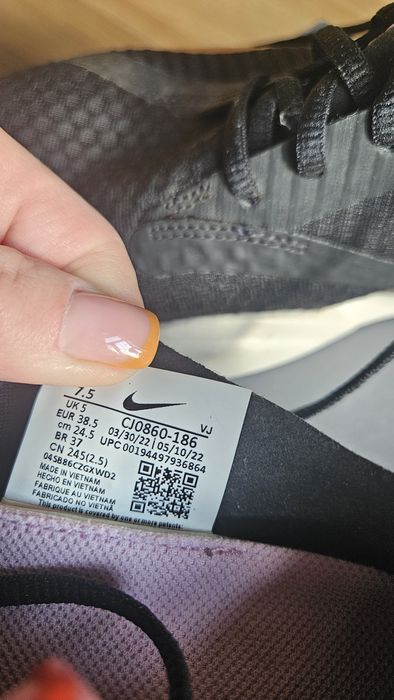 7.5
UK 5
EUR 38.5
cm 24.5
BR 37
CN 245(2.5)
CJ0860-186 VJ
03/30/22 05/10/22
UPC 00194497936864
04SB86CZGXWD2
MADE IN VIETNAM
HECHO EN VIETNAM
FABRIQUE AU VIETNAM
FABRICADO NO VIETNÃ
This product is covered by one or more patents: